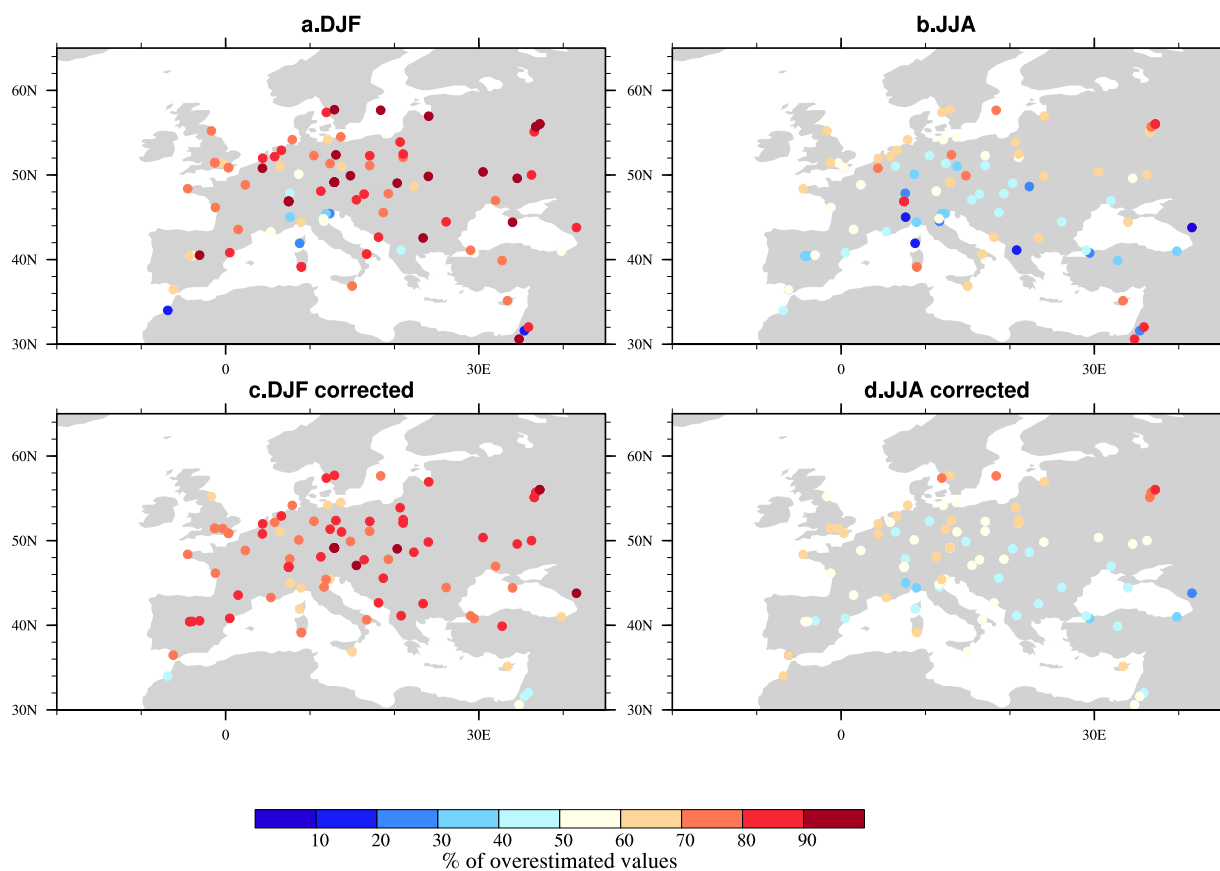 a.DJF
b.JJA
60N
50N
40N
30N
0
30E
60N
50N
40N
30N
0
30E
c.DJF corrected
d.JJA corrected
60N
50N
40N
30N
0
30E
60N
50N
40N
30N
0
30E
10 20 30 40 50 60 70 80 90
% of overestimated values